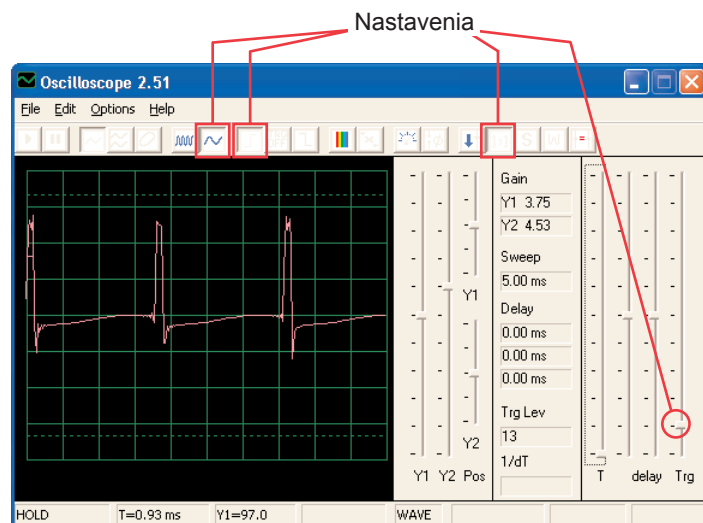 Nastavenia
Oscilloscope 2.51
File Edit Options Help
Gain
Y1 3.75
Y2 4.53
Sweep
5.00 ms
Y1
Delay
0.00 ms
0.00 ms
0.00 ms
Trg Lev
13
Y2
1/dT
Y1 Y2 Pos
T delay Trg
HOLD T=0.93 ms Y1=97.0 WAVE